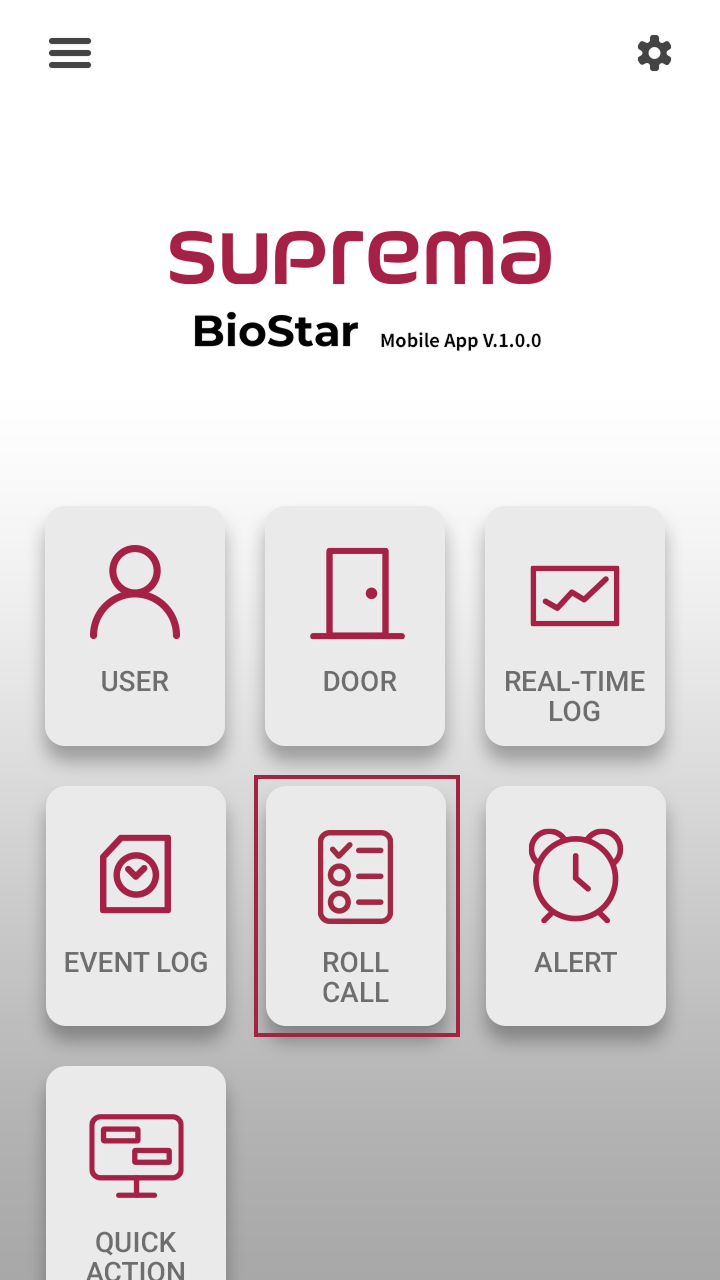 suprema
BioStar Mobile App V.1.0.0
USER
DOOR
REAL-TIME
LOG
EVENT LOG
ROLL
CALL
ALERT
QUICK
ACTION